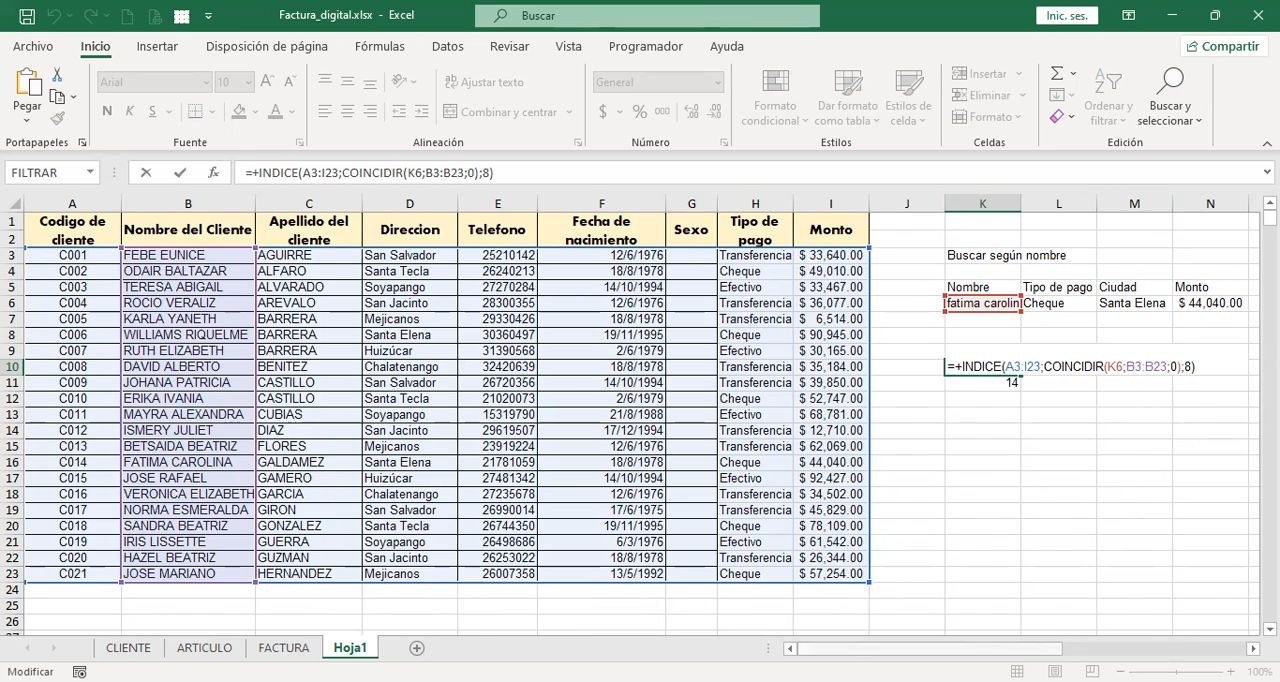 Factura_digital.xlsx - Excel
Buscar
Inic. ses.
Archivo Inicio Insertar Disposición de página Fórmulas Datos Revisar Vista Programador Ayuda
Compartir
Pegar
Portapapeles
Arial 10
N K S
Fuente
Ajustar texto
Combinar y centrar
Alineación
General
$ % 000
Número
Formato condicional
Dar formato como tabla
Estilos de celda
Estilos
Insertar
Eliminar
Formato
Celdas
Ordenar y filtrar
Buscar y seleccionar
Edición
FILTRAR
=+INDICE(A3:I23;COINCIDIR(K6;B3:B23;0);8)
A B C D E F G H I J K L M N
1 2 Codigo de cliente Nombre del Cliente Apellido del cliente Direccion Telefono Fecha de nacimiento Sexo Tipo de pago Monto
3 C001 FEBE EUNICE AGUIRRE San Salvador 25210142 12/6/1976 Transferencia $ 33,640.00 Buscar según nombre
4 C002 ODAIR BALTAZAR ALFARO Santa Tecla 26240213 18/8/1978 Cheque $ 49,010.00
5 C003 TERESA ABIGAIL ALVARADO Soyapango 27270284 14/10/1994 Efectivo $ 33,467.00 Nombre Tipo de pago Ciudad Monto
6 C004 ROCIO VERALIZ AREVALO San Jacinto 28300355 12/6/1976 Transferencia $ 36,077.00 fatima carolin Cheque Santa Elena $ 44,040.00
7 C005 KARLA YANETH BARRERA Mejicanos 29330426 18/8/1978 Transferencia $ 6,514.00
8 C006 WILLIAMS RIQUELME BARRERA Santa Elena 30360497 19/11/1995 Cheque $ 90,945.00
9 C007 RUTH ELIZABETH BARRERA Huizúcar 31390568 2/6/1979 Efectivo $ 30,165.00
10 C008 DAVID ALBERTO BENITEZ Chalatenango 32420639 18/8/1978 Transferencia $ 35,184.00 =+INDICE(A3:I23;COINCIDIR(K6;B3:B23;0);8)
11 C009 JOHANA PATRICIA CASTILLO San Salvador 26720356 14/10/1994 Transferencia $ 39,850.00 14
12 C010 ERIKA IVANIA CASTILLO Santa Tecla 21020073 2/6/1979 Cheque $ 52,747.00
13 C011 MAYRA ALEXANDRA CUBIAS Soyapango 15319790 21/8/1988 Efectivo $ 68,781.00
14 C012 ISMERY JULIET DIAZ San Jacinto 29619507 17/12/1994 Transferencia $ 12,710.00
15 C013 BETSAIDA BEATRIZ FLORES Mejicanos 23919224 12/6/1976 Transferencia $ 62,069.00
16 C014 FATIMA CAROLINA GALDAMEZ Santa Elena 21781059 18/8/1978 Cheque $ 44,040.00
17 C015 JOSE RAFAEL GAMERO Huizúcar 27481342 14/10/1994 Efectivo $ 92,427.00
18 C016 VERONICA ELIZABETH GARCIA Chalatenango 27235678 12/6/1976 Transferencia $ 34,502.00
19 C017 NORMA ESMERALDA GIRON San Salvador 26990014 17/6/1975 Transferencia $ 45,829.00
20 C018 SANDRA BEATRIZ GONZALEZ Santa Tecla 26744350 19/11/1995 Cheque $ 78,109.00
21 C019 IRIS LISSETTE GUERRA Soyapango 26498686 6/3/1976 Efectivo $ 61,542.00
22 C020 HAZEL BEATRIZ GUZMAN San Jacinto 26253022 18/8/1978 Transferencia $ 26,344.00
23 C021 JOSE MARIANO HERNANDEZ Mejicanos 26007358 13/5/1992 Cheque $ 57,254.00
24
25
26
CLIENTE ARTICULO FACTURA Hoja1
Modificar
100%